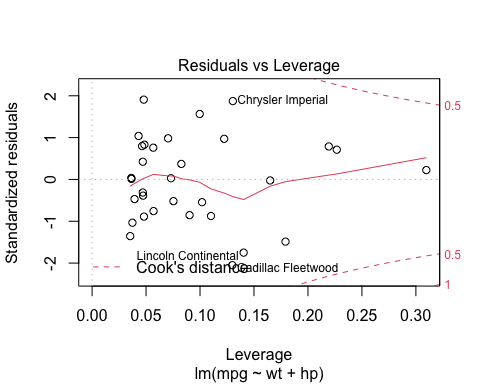 Residuals vs Leverage
Standardized residuals
2
1
0
-1
-2
Chrysler Imperial
0.5
Lincoln Continental
0.5
Cook's distance
Cadillac Fleetwood
1
0.00 0.05 0.10 0.15 0.20 0.25 0.30
Leverage
lm(mpg ~ wt + hp)